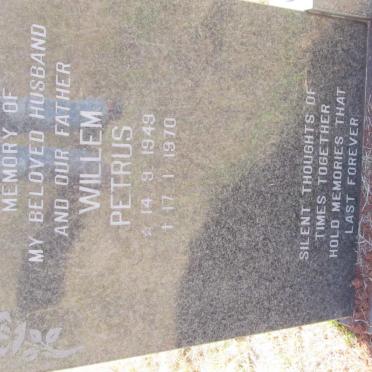 MEMORY OF
MY BELOVED HUSBAND
AND OUR FATHER
WILLEM
PETRUS
☆ 14 . 9 . 1949
† 17 . 1 . 1970
SILENT THOUGHTS OF
TIMES TOGETHER
HOLD MEMORIES THAT
LAST FOREVER